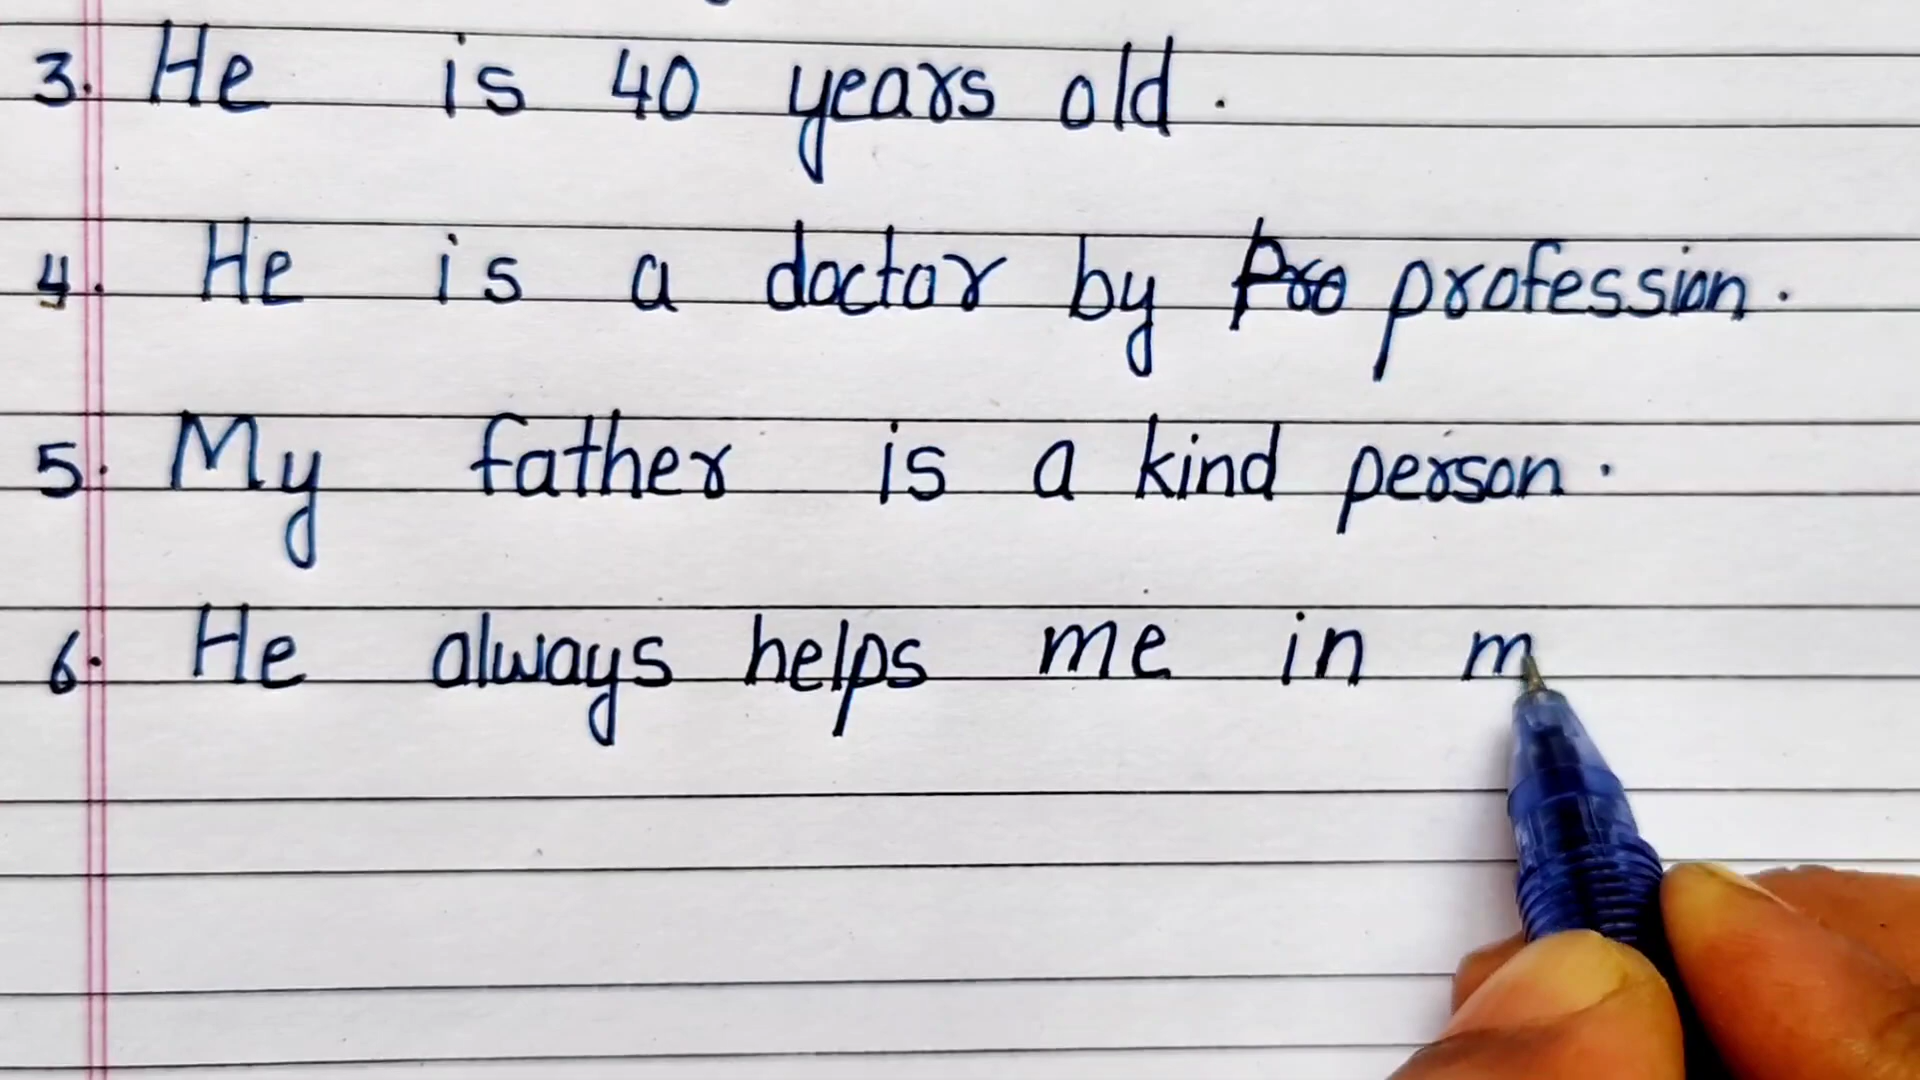 3. He is 40 years old.
4. He is a doctor by Pro profession.
5. My father is a kind person.
6. He always helps me in m